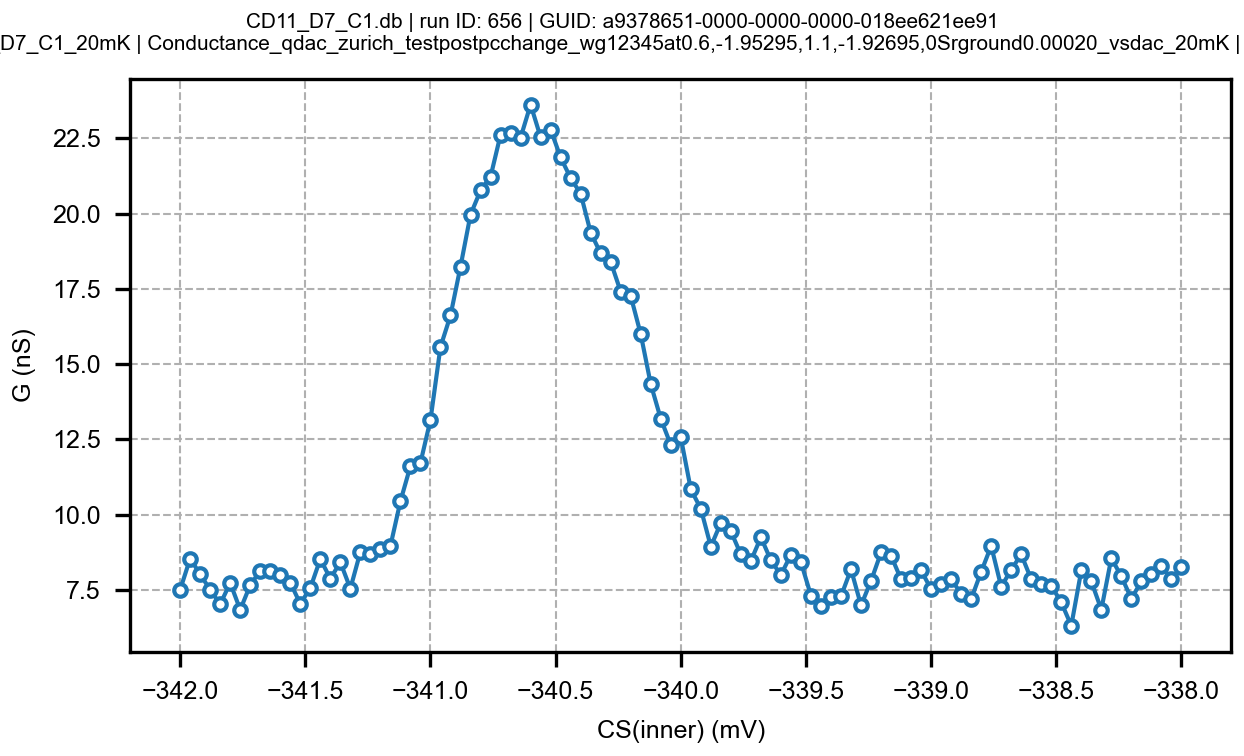 CD11_D7_C1.db | run ID: 656 | GUID: a9378651-0000-0000-0000-018ee621ee91
_D7_C1_20mK | Conductance_qdac_zurich_testpostpcchange_wg12345at0.6,-1.95295,1.1,-1.92695,0Srground0.00020_vsdac_20mK |
22.5
20.0
17.5
15.0
12.5
10.0
7.5
G (nS)
−342.0 −341.5 −341.0 −340.5 −340.0 −339.5 −339.0 −338.5 −338.0
CS(inner) (mV)